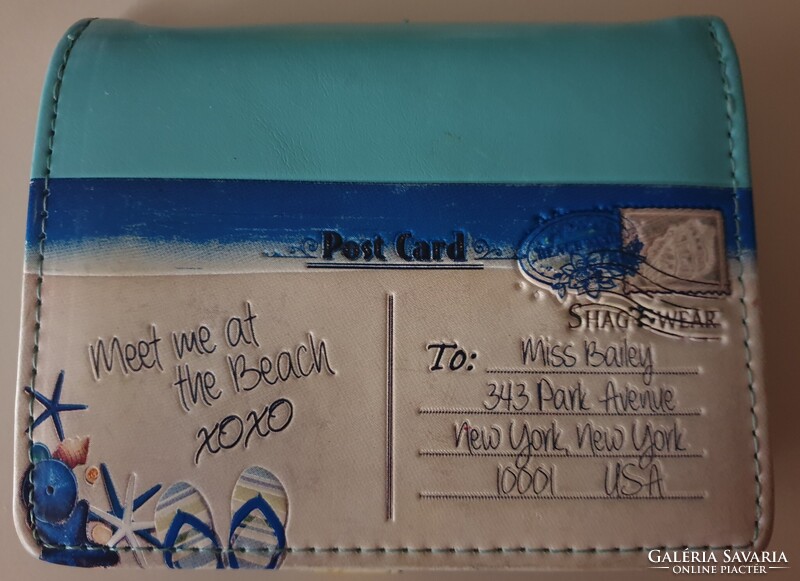 Post Card
SHAG WEAR
Meet me at
the Beach
xoxo
To: Miss Bailey
343 Park Avenue
New York, New York
10001 USA
GALÉRIA SAVARIA
ONLINE PIACTÉR